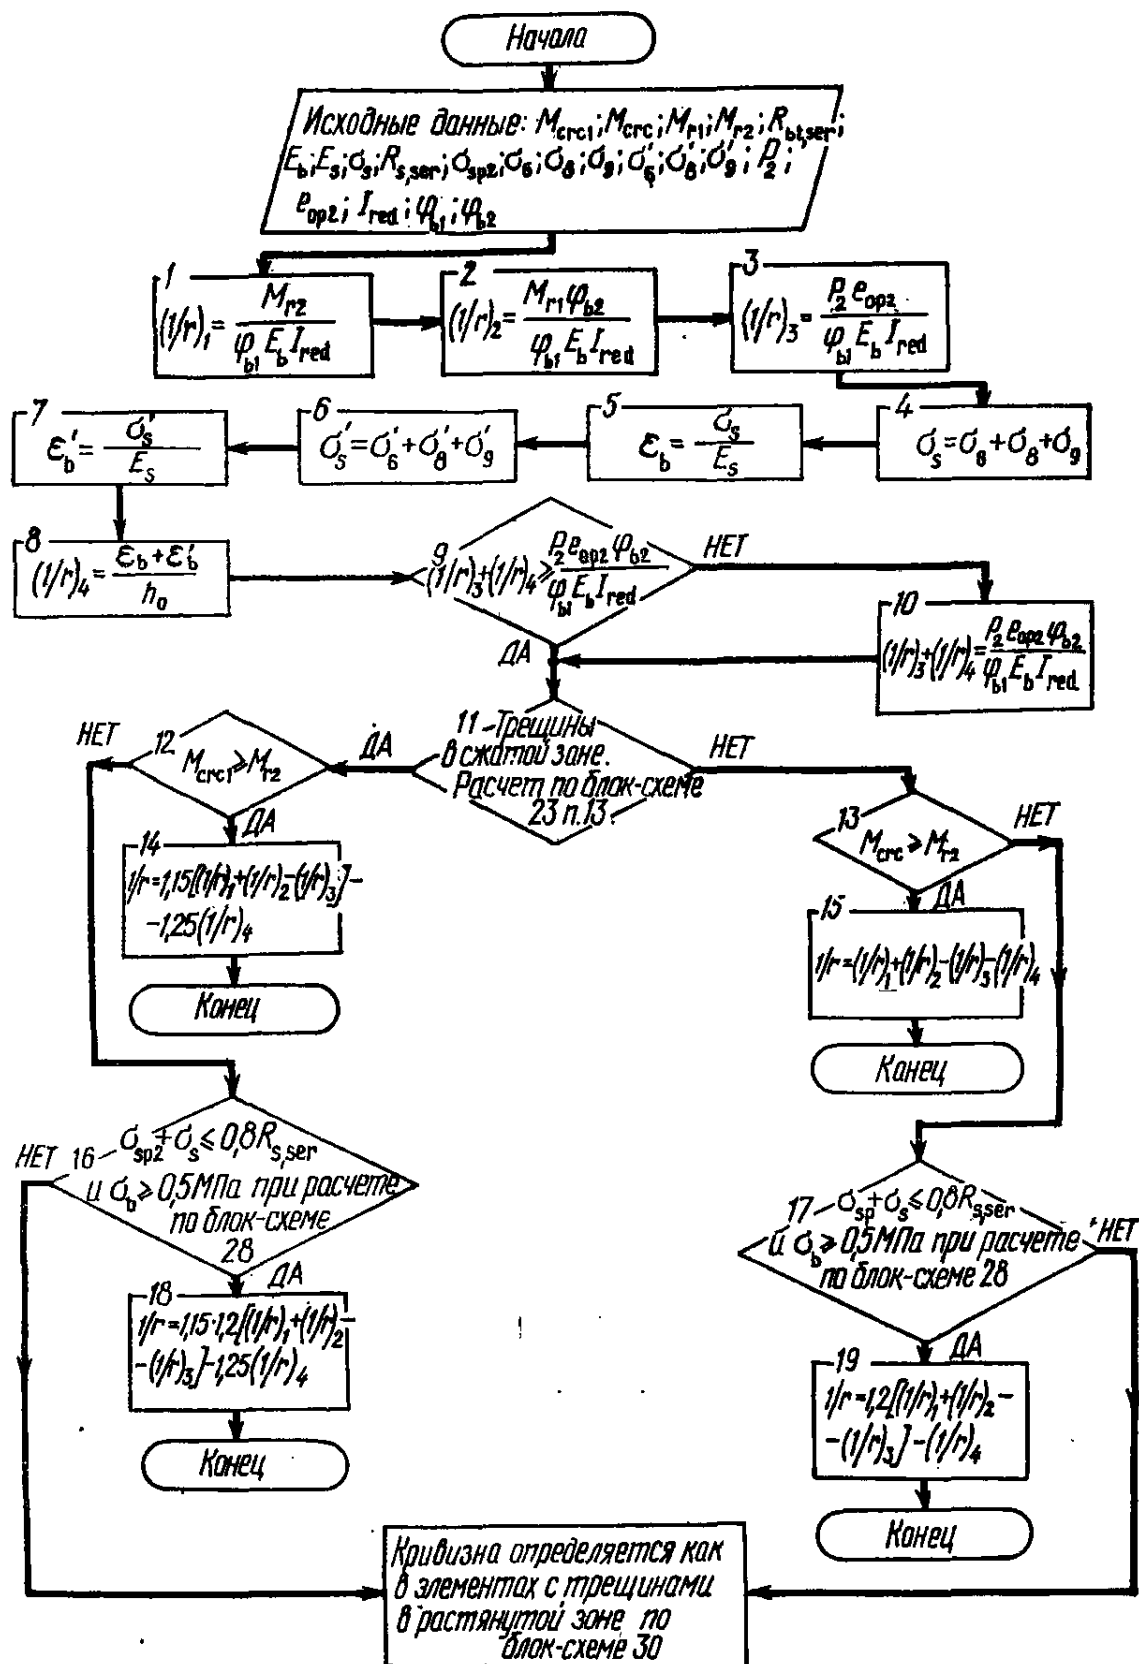 Начала
Исходные данные: M_crc1; M_crc; M_r1; M_r2; R_bt,ser;
E_b; E_s; σ_s; R_s,ser; σ_sp2; σ_6; σ_8; σ_9; σ'_6; σ'_8; σ'_9; P_2;
e_op2; I_red; φ_b1; φ_b2
1
(1/r)_1 = M_r2 / φ_b1 E_b I_red
2
(1/r)_2 = M_r1 φ_b2 / φ_b1 E_b I_red
3
(1/r)_3 = P_2 e_op2 / φ_b1 E_b I_red
7
ε'_b = σ'_s / E_s
6
σ'_s = σ'_6 + σ'_8 + σ'_9
5
ε_b = σ_s / E_s
4
σ_s = σ_6 + σ_8 + σ_9
8
(1/r)_4 = ε_b + ε'_b / h_0
9
(1/r)_3 + (1/r)_4 ≥ P_2 e_op2 φ_b2 / φ_b1 E_b I_red
НЕТ
10
(1/r)_3 + (1/r)_4 = P_2 e_op2 φ_b2 / φ_b1 E_b I_red
ДА
11 Трещины
в сжатой зоне.
Расчет по блок-схеме
23 п.13.
ДА
НЕТ
НЕТ
12
M_crc1 ≥ M_r2
ДА
13
M_crc ≥ M_r2
НЕТ
ДА
14
1/r = 1,15[(1/r)_1 + (1/r)_2 − (1/r)_3] −
− 1,25(1/r)_4
Конец
15
1/r = (1/r)_1 + (1/r)_2 − (1/r)_3 − (1/r)_4
Канец
НЕТ
16
σ_sp2 + σ_s ≤ 0,8R_s,ser
и σ_b ≥ 0,5МПа при расчете
по блок-схеме
28
ДА
17
σ_sp + σ_s ≤ 0,8R_s,ser
и σ_b ≥ 0,5МПа при расчете
по блок-схеме 28
НЕТ
ДА
18
1/r = 1,15·1,2[(1/r)_1 + (1/r)_2 −
− (1/r)_3] − 1,25(1/r)_4
Конец
19
1/r = 1,2[(1/r)_1 + (1/r)_2 −
− (1/r)_3] − (1/r)_4
Конец
Кривизна определяется как
в элементах с трещинами
в растянутой зоне по
блок-схеме 30